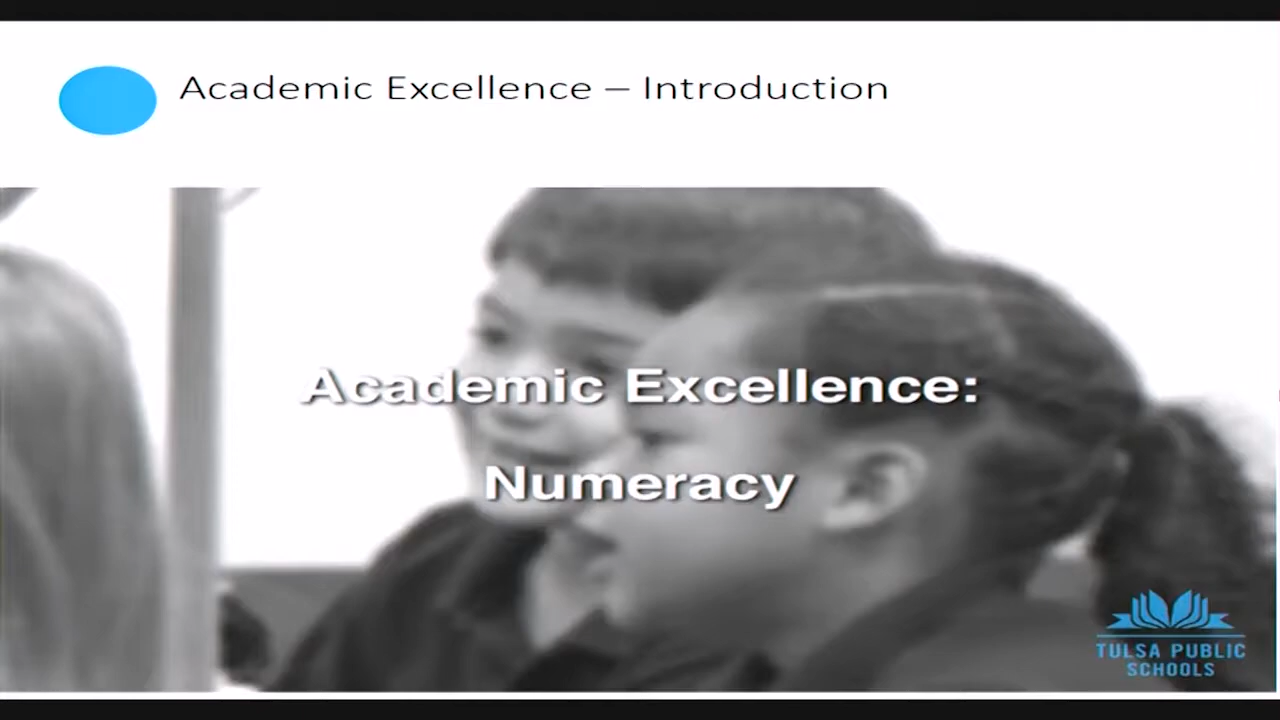 Academic Excellence – Introduction
Academic Excellence:
Numeracy
TULSA PUBLIC
SCHOOLS